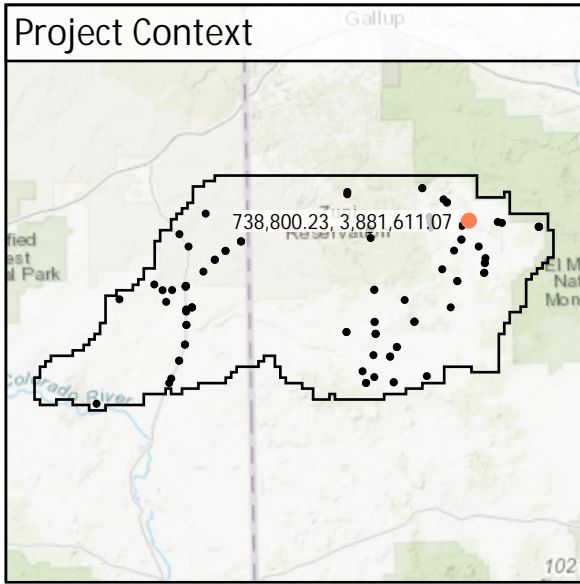 Project Context
Gallup
Zuni
738,800.23, 3,881,611.07
Reservation
ified
est
al Park
El M
Nat
Mon
Colorado River
102